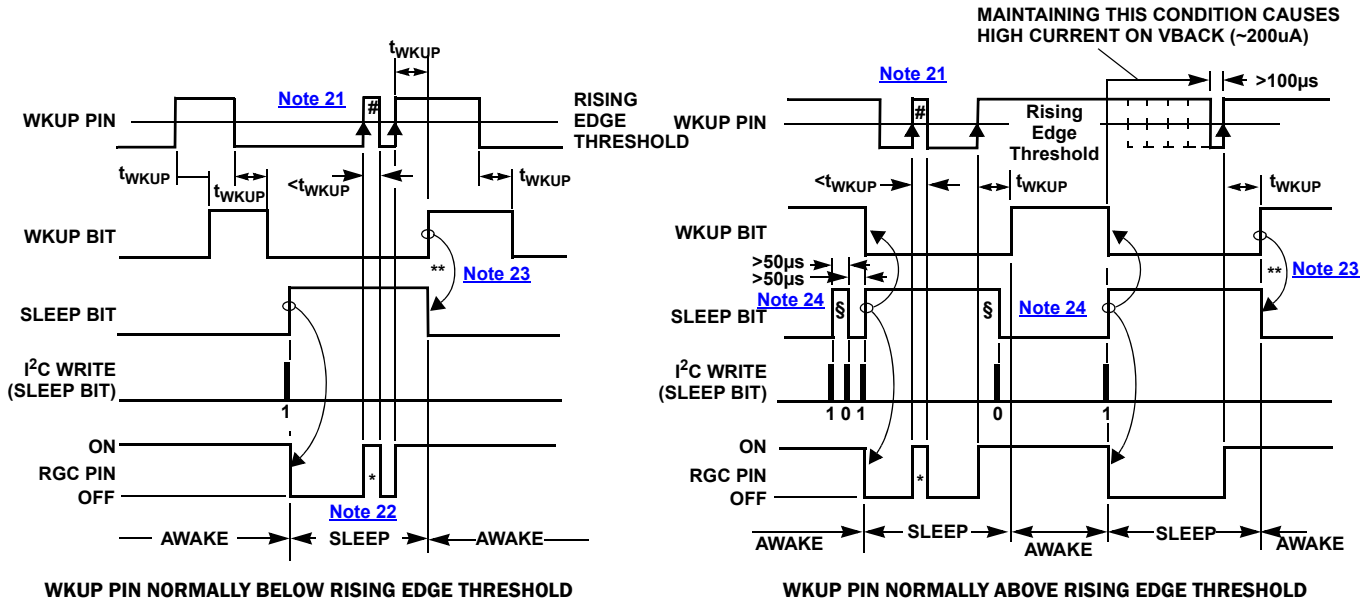 tWKUP
Note 21
#
WKUP PIN
RISING
EDGE
THRESHOLD
tWKUP
tWKUP
<tWKUP
tWKUP
WKUP BIT
**
Note 23
SLEEP BIT
I2C WRITE
(SLEEP BIT)
1
ON
RGC PIN
OFF
*
Note 22
AWAKE
SLEEP
AWAKE
WKUP PIN NORMALLY BELOW RISING EDGE THRESHOLD
MAINTAINING THIS CONDITION CAUSES
HIGH CURRENT ON VBACK (~200uA)
Note 21
>100µs
#
WKUP PIN
Rising
Edge
Threshold
<tWKUP
tWKUP
tWKUP
WKUP BIT
>50µs
>50µs
**
Note 23
Note 24
§
§
Note 24
SLEEP BIT
I2C WRITE
(SLEEP BIT)
1 0 1
0
1
ON
RGC PIN
OFF
*
AWAKE
SLEEP
AWAKE
SLEEP
AWAKE
WKUP PIN NORMALLY ABOVE RISING EDGE THRESHOLD